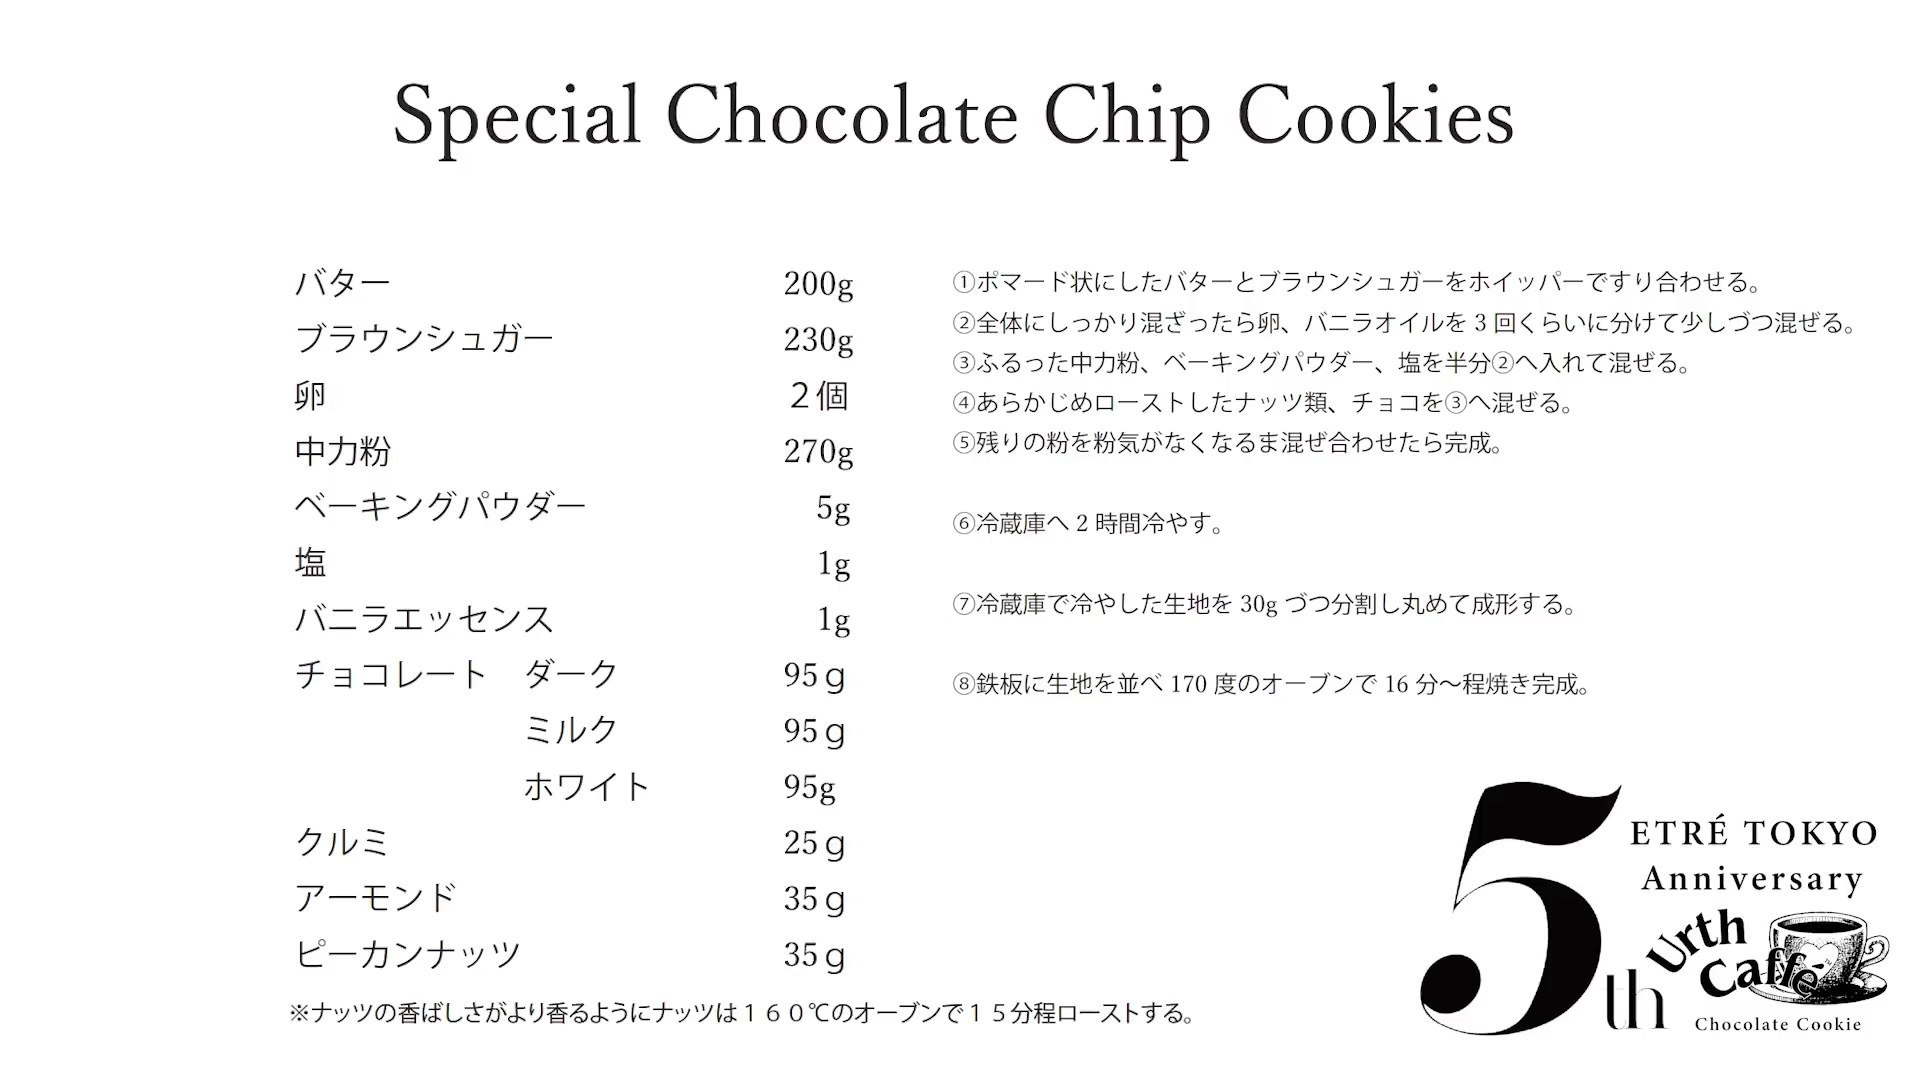 Special Chocolate Chip Cookies
バター 200g
ブラウンシュガー 230g
卵 ２個
中力粉 270g
ベーキングパウダー 5g
塩 1g
バニラエッセンス 1g
チョコレート ダーク 95ｇ
ミルク 95ｇ
ホワイト 95g
クルミ 25ｇ
アーモンド 35ｇ
ピーカンナッツ 35ｇ
※ナッツの香ばしさがより香るようにナッツは１６０℃のオーブンで１５分程ローストする。
①ポマード状にしたバターとブラウンシュガーをホイッパーですり合わせる。
②全体にしっかり混ざったら卵、バニラオイルを 3 回くらいに分けて少しづつ混ぜる。
③ふるった中力粉、ベーキングパウダー、塩を半分②へ入れて混ぜる。
④あらかじめローストしたナッツ類、チョコを③へ混ぜる。
⑤残りの粉を粉気がなくなるま混ぜ合わせたら完成。
⑥冷蔵庫へ 2 時間冷やす。
⑦冷蔵庫で冷やした生地を 30g づつ分割し丸めて成形する。
⑧鉄板に生地を並べ 170 度のオーブンで 16 分～程焼き完成。
5th
ETRÉ TOKYO
Anniversary
Urth
Caffé
Chocolate Cookie